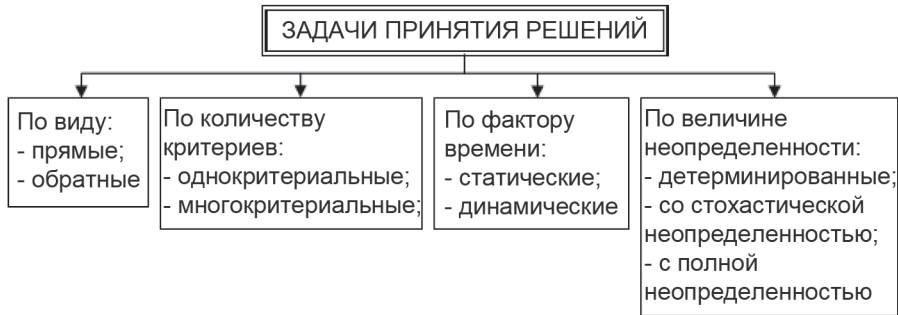 ЗАДАЧИ ПРИНЯТИЯ РЕШЕНИЙ
По виду:
- прямые;
- обратные
По количеству
критериев:
- однокритериальные;
- многокритериальные;
По фактору
времени:
- статические;
- динамические
По величине
неопределенности:
- детерминированные;
- со стохастической
неопределенностью;
- с полной
неопределенностью